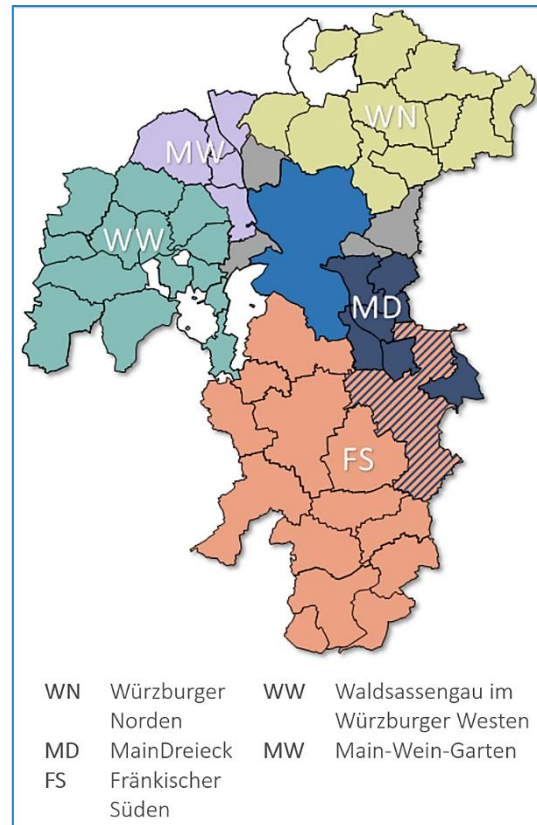 WN
MW
WW
MD
FS
WN Würzburger Norden
WW Waldsassengau im Würzburger Westen
MD MainDreieck
MW Main-Wein-Garten
FS Fränkischer Süden